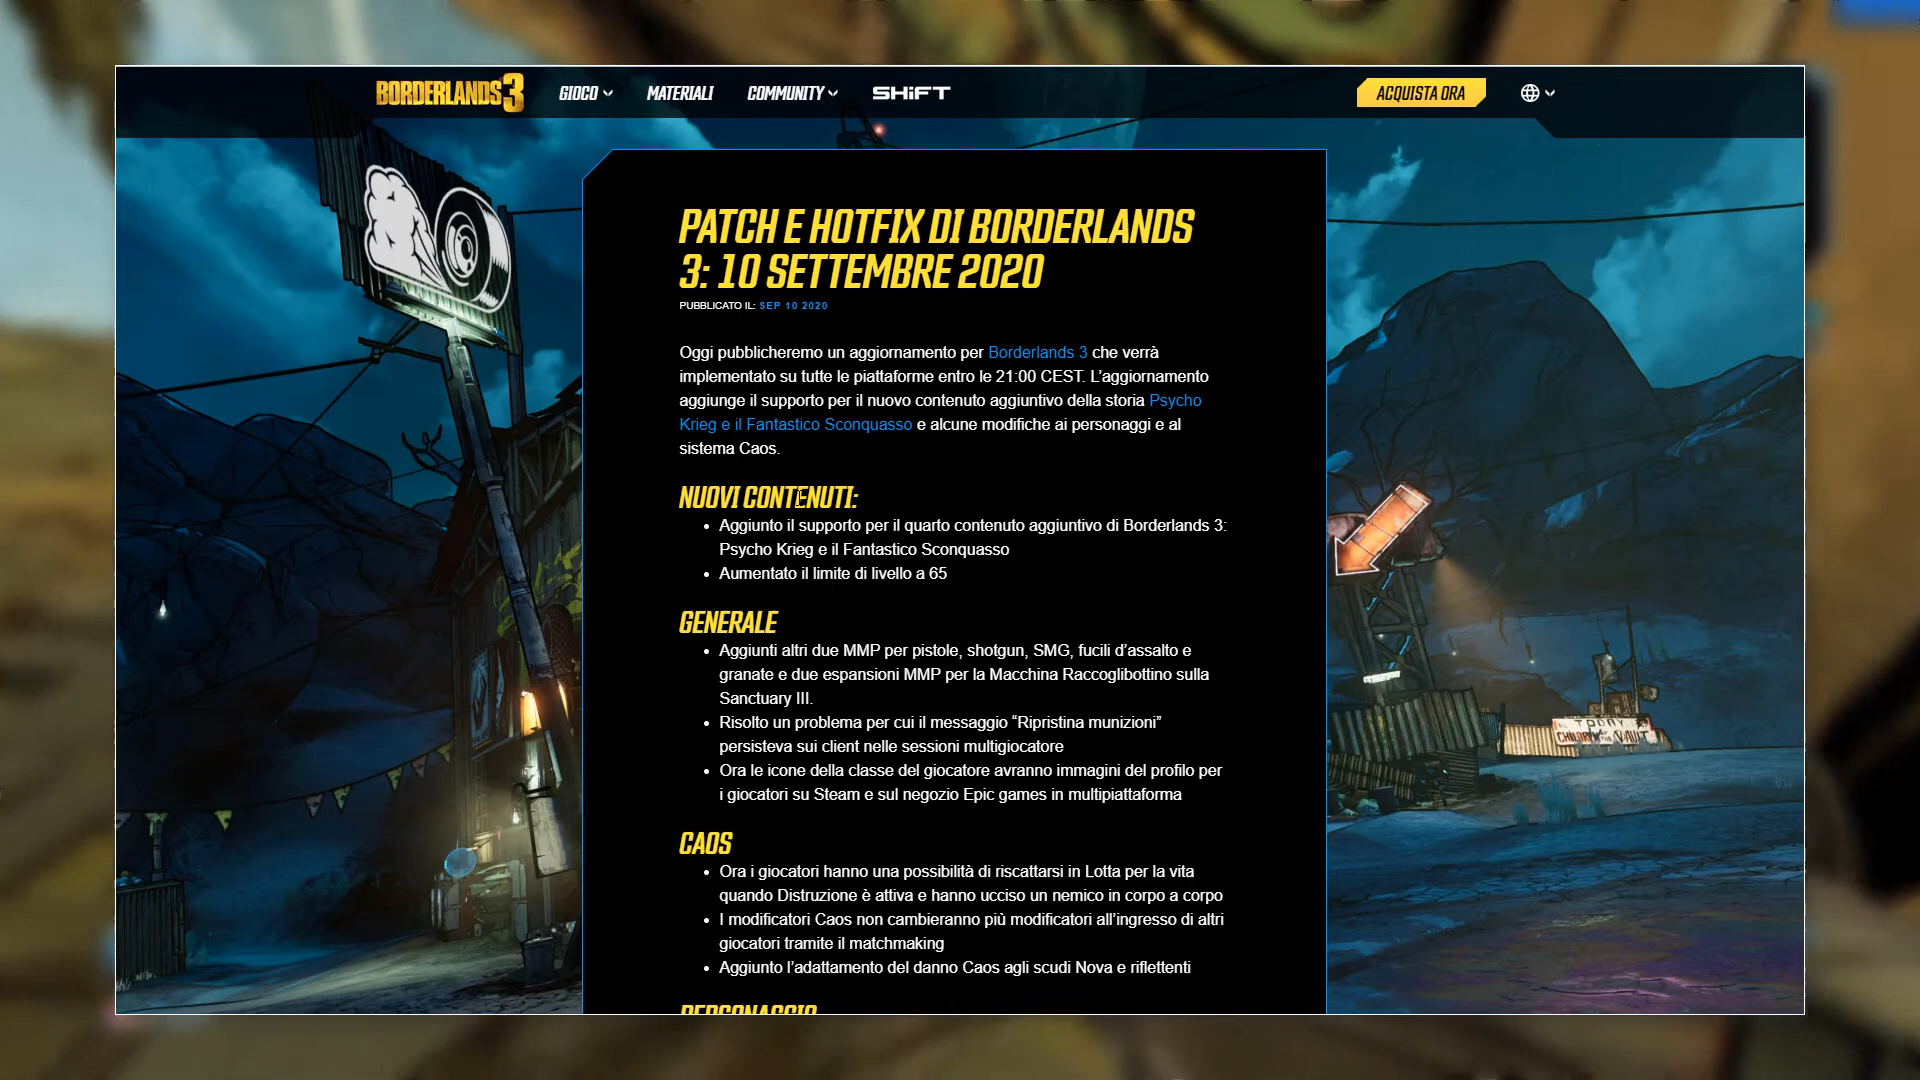 BORDERLANDS 3
GIOCO
MATERIALI
COMMUNITY
SHiFT
ACQUISTA ORA
PATCH E HOTFIX DI BORDERLANDS
3: 10 SETTEMBRE 2020
PUBBLICATO IL: SEP 10 2020
Oggi pubblicheremo un aggiornamento per Borderlands 3 che verrà
implementato su tutte le piattaforme entro le 21:00 CEST. L’aggiornamento
aggiunge il supporto per il nuovo contenuto aggiuntivo della storia Psycho
Krieg e il Fantastico Sconquasso e alcune modifiche ai personaggi e al
sistema Caos.
NUOVI CONTENUTI:
• Aggiunto il supporto per il quarto contenuto aggiuntivo di Borderlands 3:
Psycho Krieg e il Fantastico Sconquasso
• Aumentato il limite di livello a 65
GENERALE
• Aggiunti altri due MMP per pistole, shotgun, SMG, fucili d’assalto e
granate e due espansioni MMP per la Macchina Raccoglibottino sulla
Sanctuary III.
• Risolto un problema per cui il messaggio “Ripristina munizioni”
persisteva sui client nelle sessioni multigiocatore
• Ora le icone della classe del giocatore avranno immagini del profilo per
i giocatori su Steam e sul negozio Epic games in multipiattaforma
CAOS
• Ora i giocatori hanno una possibilità di riscattarsi in Lotta per la vita
quando Distruzione è attiva e hanno ucciso un nemico in corpo a corpo
• I modificatori Caos non cambieranno più modificatori all’ingresso di altri
giocatori tramite il matchmaking
• Aggiunto l’adattamento del danno Caos agli scudi Nova e riflettenti
PERSONAGGIO
TODAY
VAULT